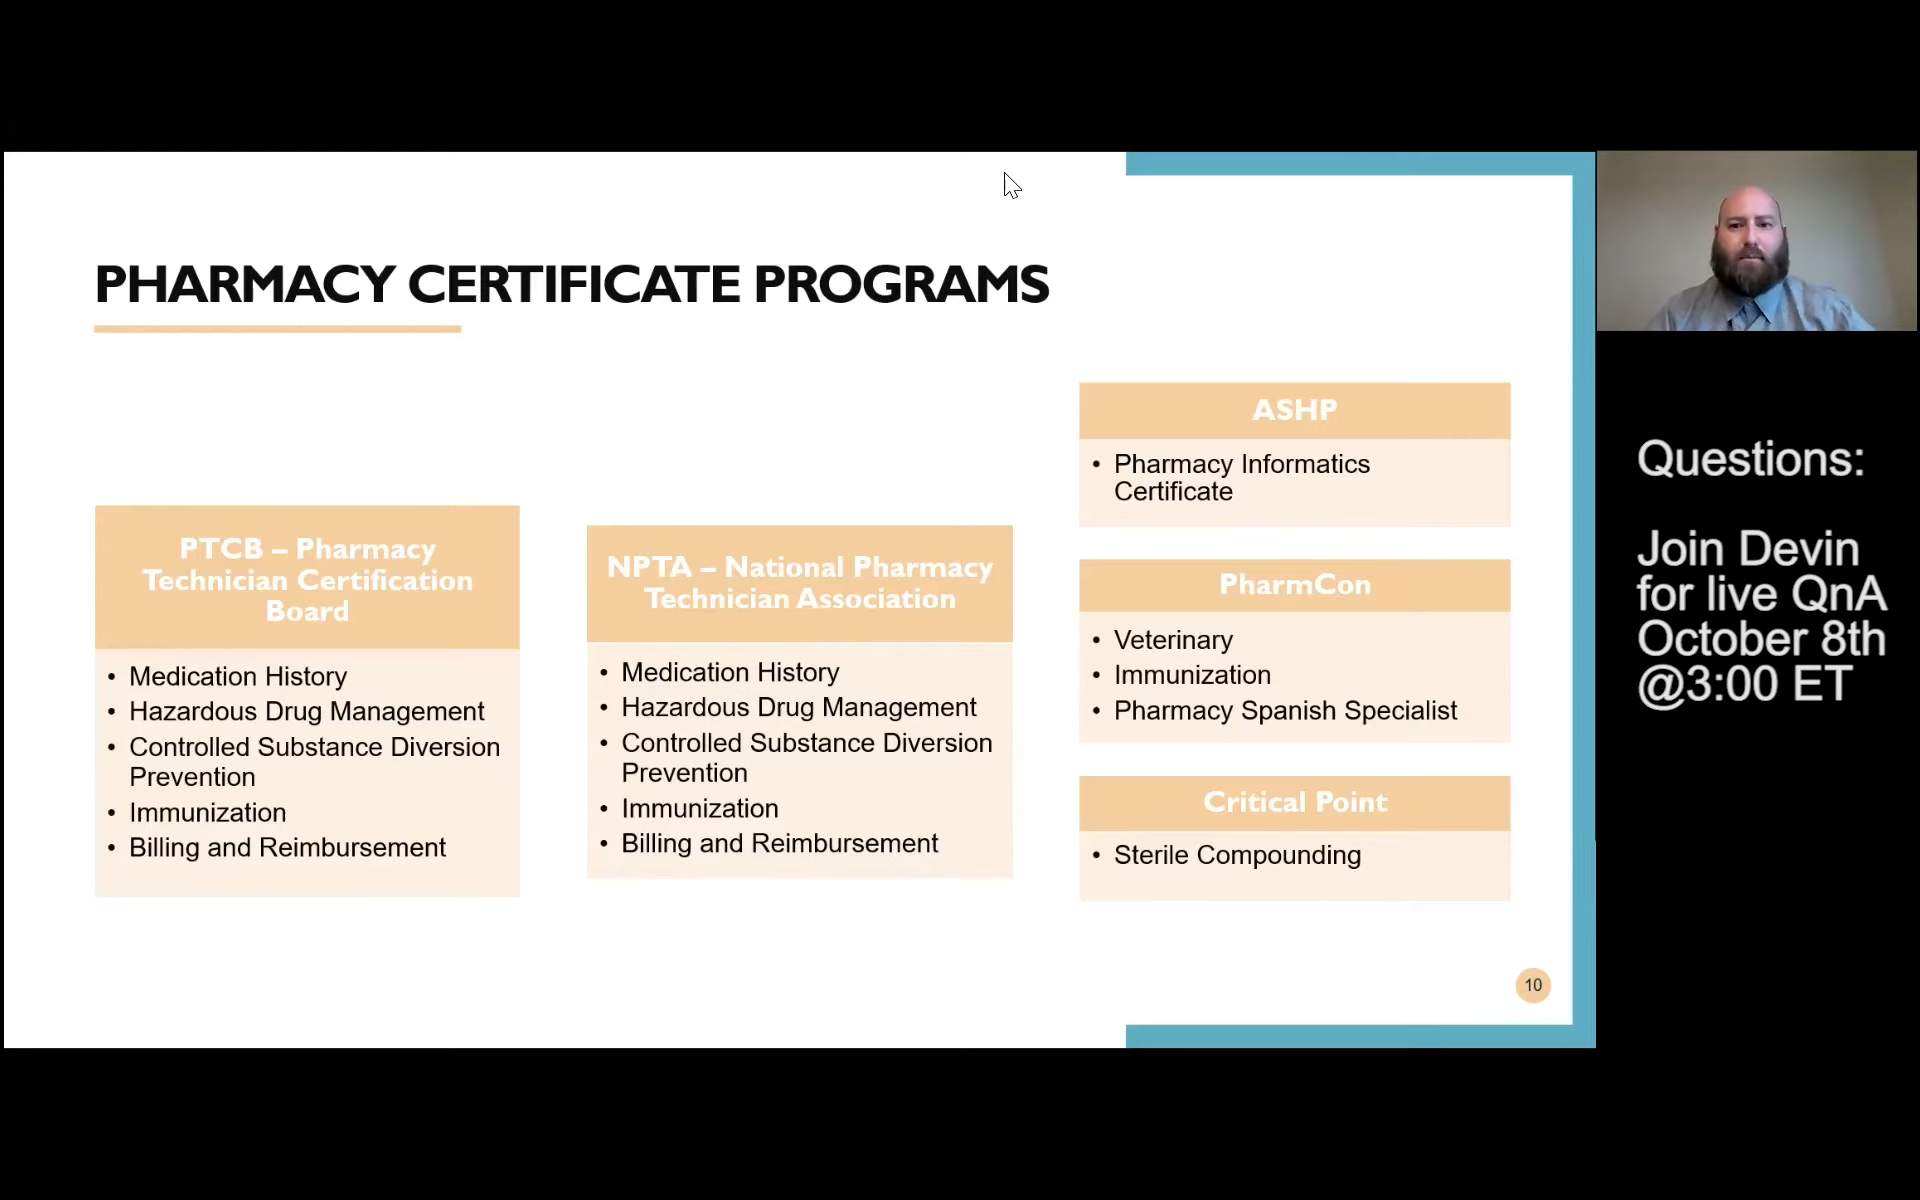 PHARMACY CERTIFICATE PROGRAMS
PTCB – Pharmacy
Technician Certification
Board
• Medication History
• Hazardous Drug Management
• Controlled Substance Diversion
Prevention
• Immunization
• Billing and Reimbursement
NPTA – National Pharmacy
Technician Association
• Medication History
• Hazardous Drug Management
• Controlled Substance Diversion
Prevention
• Immunization
• Billing and Reimbursement
ASHP
• Pharmacy Informatics
Certificate
PharmCon
• Veterinary
• Immunization
• Pharmacy Spanish Specialist
Critical Point
• Sterile Compounding
10
Questions:
Join Devin
for live QnA
October 8th
@3:00 ET